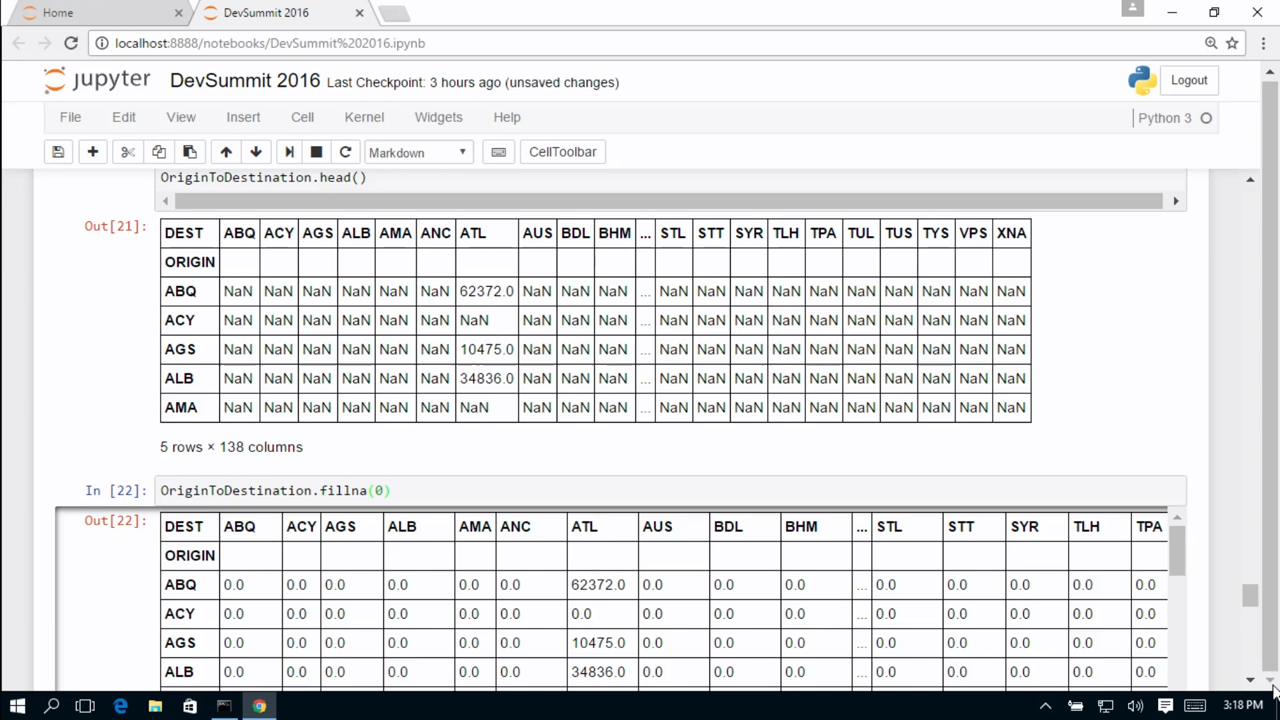 Home
DevSummit 2016
localhost:8888/notebooks/DevSummit%202016.ipynb
jupyter DevSummit 2016 Last Checkpoint: 3 hours ago (unsaved changes) Logout
File Edit View Insert Cell Kernel Widgets Help Python 3
Markdown CellToolbar
OriginToDestination.head()
Out[21]:
DEST ABQ ACY AGS ALB AMA ANC ATL AUS BDL BHM ... STL STT SYR TLH TPA TUL TUS TYS VPS XNA
ORIGIN
ABQ NaN NaN NaN NaN NaN NaN 62372.0 NaN NaN NaN ... NaN NaN NaN NaN NaN NaN NaN NaN NaN NaN
ACY NaN NaN NaN NaN NaN NaN NaN NaN NaN NaN ... NaN NaN NaN NaN NaN NaN NaN NaN NaN NaN
AGS NaN NaN NaN NaN NaN NaN 10475.0 NaN NaN NaN ... NaN NaN NaN NaN NaN NaN NaN NaN NaN NaN
ALB NaN NaN NaN NaN NaN NaN 34836.0 NaN NaN NaN ... NaN NaN NaN NaN NaN NaN NaN NaN NaN NaN
AMA NaN NaN NaN NaN NaN NaN NaN NaN NaN NaN ... NaN NaN NaN NaN NaN NaN NaN NaN NaN NaN
5 rows × 138 columns
In [22]: OriginToDestination.fillna(0)
Out[22]:
DEST ABQ ACY AGS ALB AMA ANC ATL AUS BDL BHM ... STL STT SYR TLH TPA
ORIGIN
ABQ 0.0 0.0 0.0 0.0 0.0 0.0 62372.0 0.0 0.0 0.0 ... 0.0 0.0 0.0 0.0 0.0
ACY 0.0 0.0 0.0 0.0 0.0 0.0 0.0 0.0 0.0 0.0 ... 0.0 0.0 0.0 0.0 0.0
AGS 0.0 0.0 0.0 0.0 0.0 0.0 10475.0 0.0 0.0 0.0 ... 0.0 0.0 0.0 0.0 0.0
ALB 0.0 0.0 0.0 0.0 0.0 0.0 34836.0 0.0 0.0 0.0 ... 0.0 0.0 0.0 0.0 0.0
3:18 PM